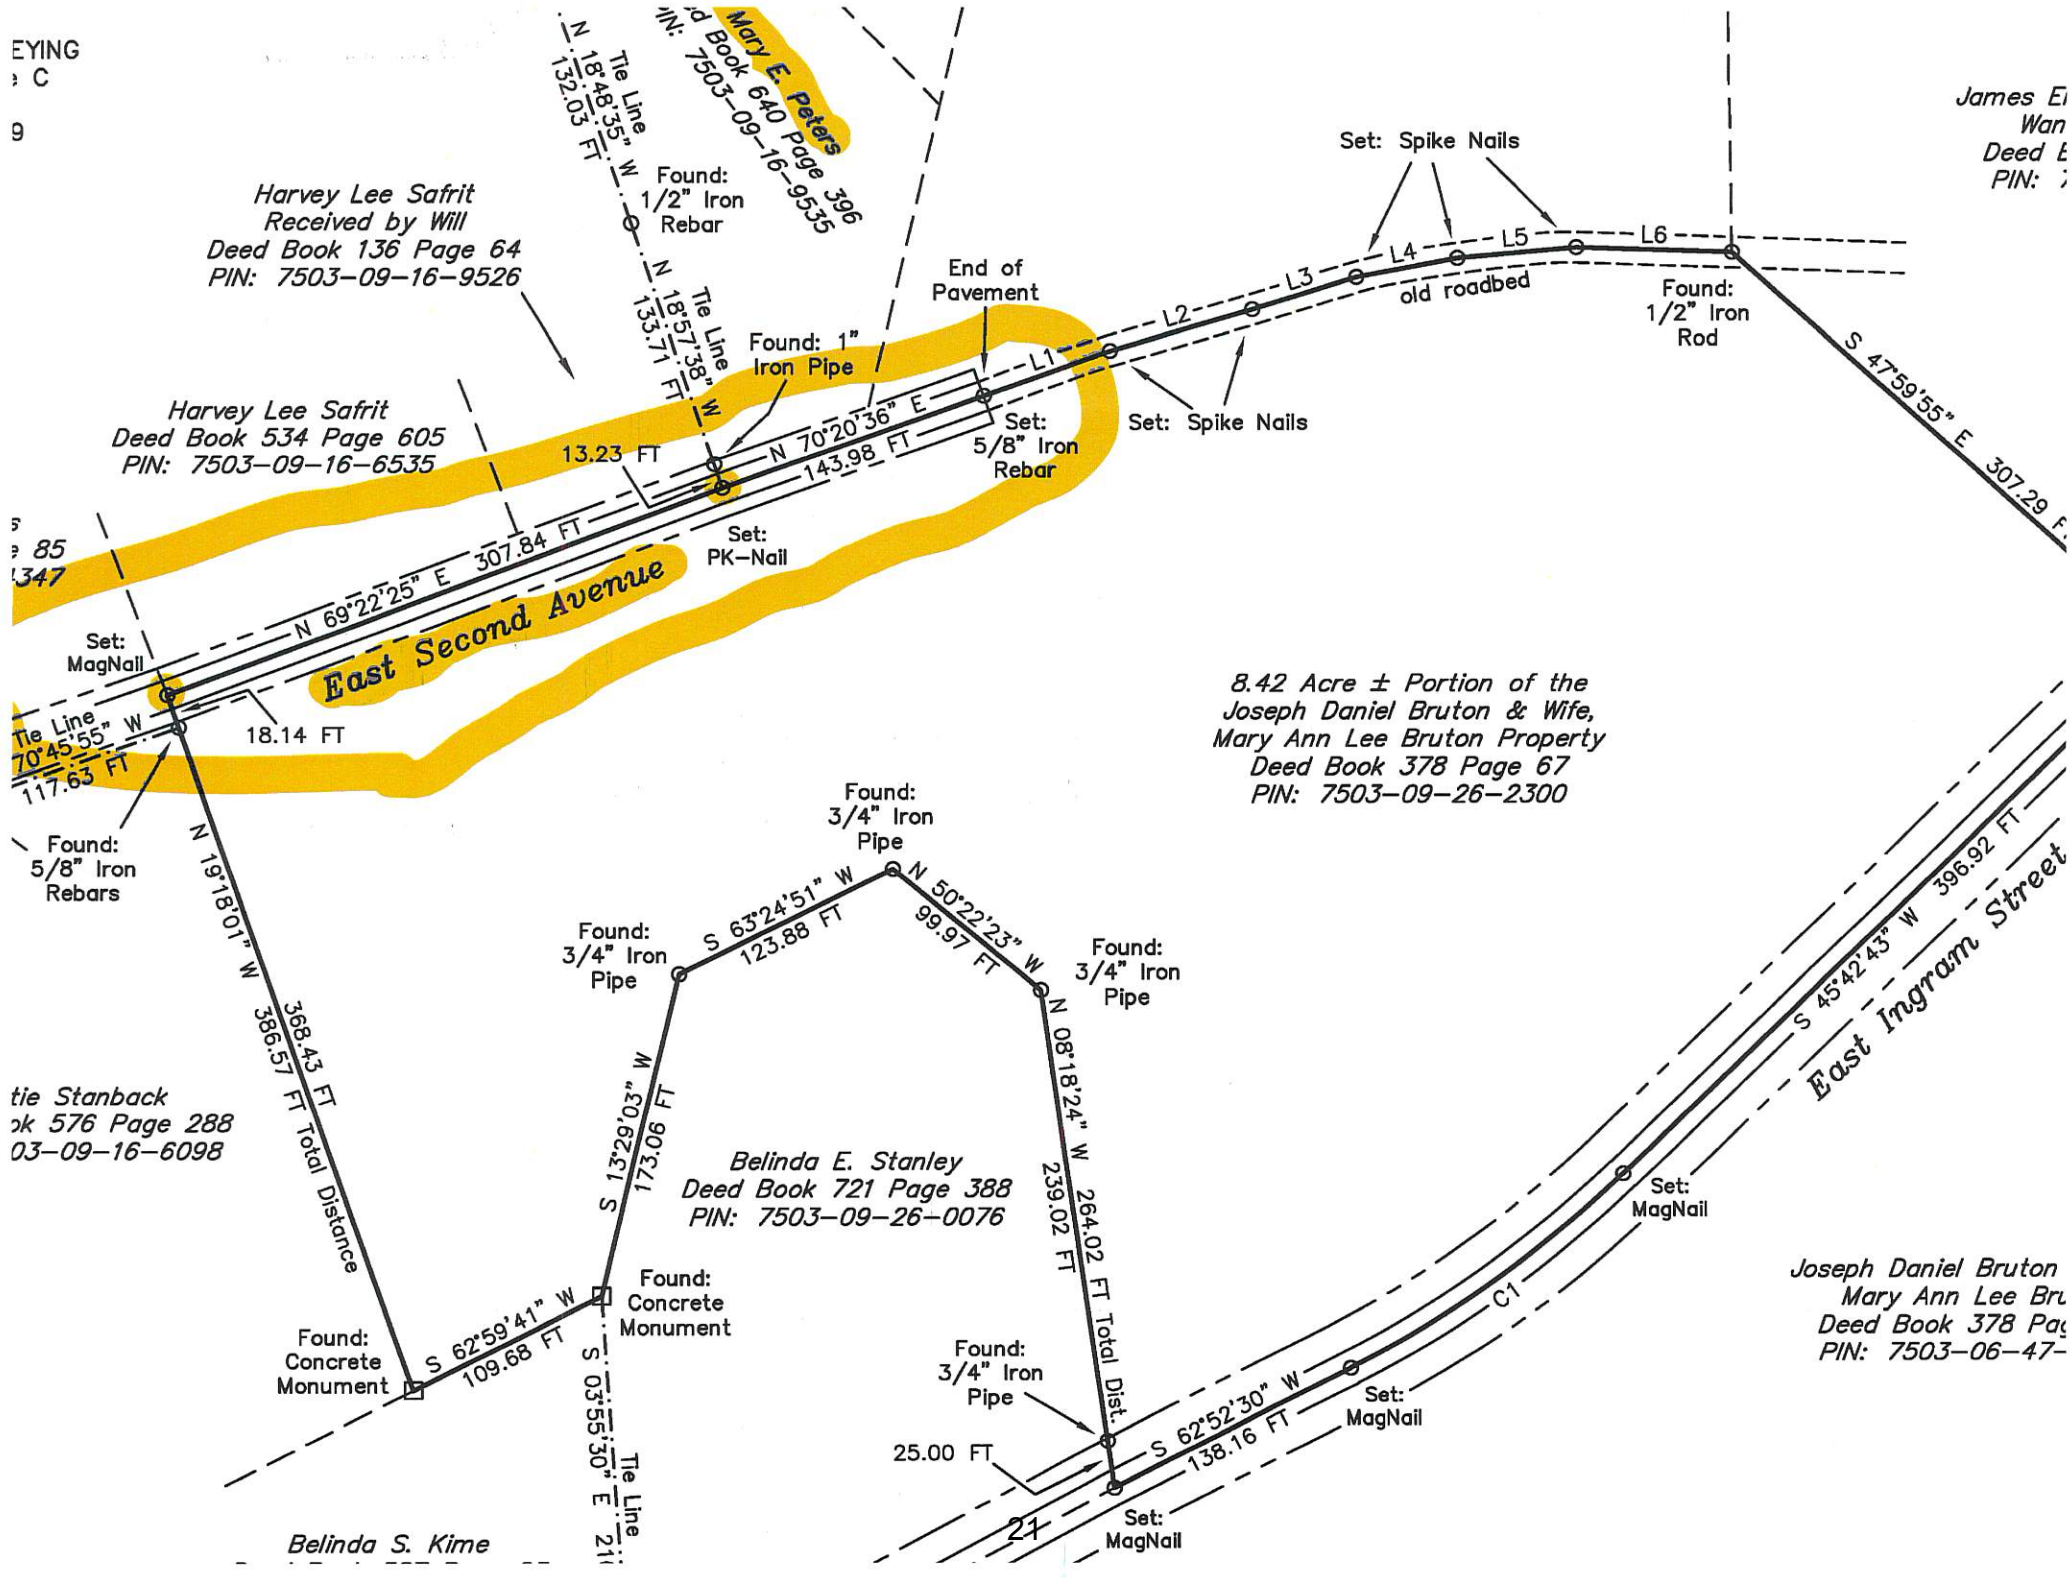 EYING
e C
9
Tie Line
N 18°48'35" W
132.03 FT
Mary E. Peters
ed Book 640 Page 396
PIN: 7503-09-16-9535
Harvey Lee Safrit
Received by Will
Deed Book 136 Page 64
PIN: 7503-09-16-9526
Found:
1/2" Iron
Rebar
Tie Line
N 18°57'38" W
133.71 FT
Set: Spike Nails
James E
Wan
Deed
PIN:
End of
Pavement
L1
L2
L3
L4
L5
L6
old roadbed
Found:
1/2" Iron
Rod
S 47°59'55" E 307.29 F
Found: 1"
Iron Pipe
Harvey Lee Safrit
Deed Book 534 Page 605
PIN: 7503-09-16-6535
13.23 FT
N 70°20'36" E
143.98 FT
Set:
5/8" Iron
Rebar
Set: Spike Nails
s
e 85
4347
Set:
PK-Nail
N 69°22'25" E 307.84 FT
East Second Avenue
Set:
MagNail
Tie Line
70°45'55" W
117.63 FT
18.14 FT
Found:
5/8" Iron
Rebars
8.42 Acre ± Portion of the
Joseph Daniel Bruton & Wife,
Mary Ann Lee Bruton Property
Deed Book 378 Page 67
PIN: 7503-09-26-2300
N 19°18'01" W 368.43 FT
386.57 FT Total Distance
Found:
3/4" Iron
Pipe
S 63°24'51" W
123.88 FT
N 50°22'23" W
99.97 FT
Found:
3/4" Iron
Pipe
Found:
3/4" Iron
Pipe
S 45°42'43" W 396.92 FT
East Ingram Street
tie Stanback
ok 576 Page 288
03-09-16-6098
S 13°29'03" W
173.06 FT
Belinda E. Stanley
Deed Book 721 Page 388
PIN: 7503-09-26-0076
N 08°18'24" W 264.02 FT Total Dist.
239.02 FT
Set:
MagNail
Joseph Daniel Bruton
Mary Ann Lee Bru
Deed Book 378 Pag
PIN: 7503-06-47-
C1
Found:
Concrete
Monument
Found:
Concrete
Monument
S 62°59'41" W
109.68 FT
S 03°55'30" E 210
Tie Line
Found:
3/4" Iron
Pipe
25.00 FT
S 62°52'30" W
138.16 FT
Set:
MagNail
Set:
MagNail
21
Belinda S. Kime